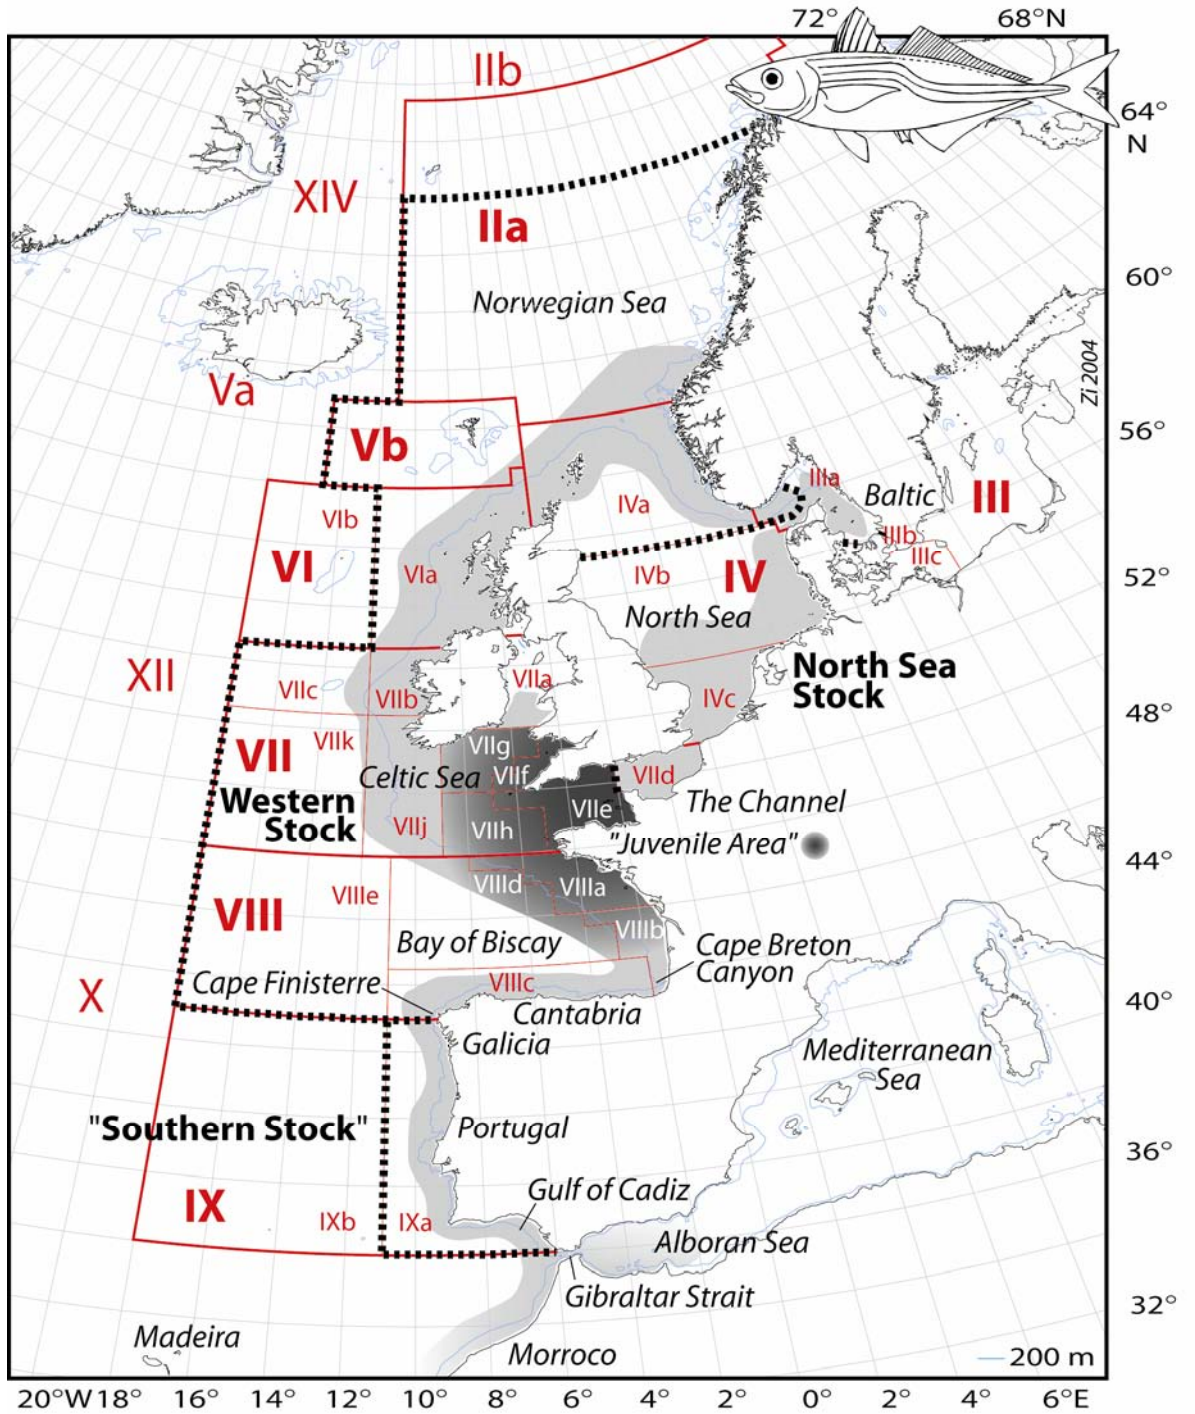 72°
68°N
IIb
64°
N
XIV
IIa
60°
Norwegian Sea
Zi 2004
Va
Vb
56°
IIIa
Baltic
III
VIb
IVa
IIIb
IIIc
VI
VIa
IVb
IV
52°
North Sea
XII
VIIc
VIIb
VIIa
IVc
North Sea
Stock
48°
VII
VIIk
VIIg
Celtic Sea
VIIf
VIId
Western
Stock
VIIe
The Channel
VIIj
VIIh
"Juvenile Area"
44°
VIIIe
VIIId
VIIIa
VIII
VIIIb
Bay of Biscay
Cape Breton
Canyon
X
Cape Finisterre
VIIIc
40°
Cantabria
Galicia
Mediterranean
Sea
"Southern Stock"
Portugal
36°
Gulf of Cadiz
IX
IXb
IXa
Alboran Sea
Gibraltar Strait
32°
Madeira
Morroco
200 m
20°W
18°
16°
14°
12°
10°
8°
6°
4°
0°
2°
4°
6°E